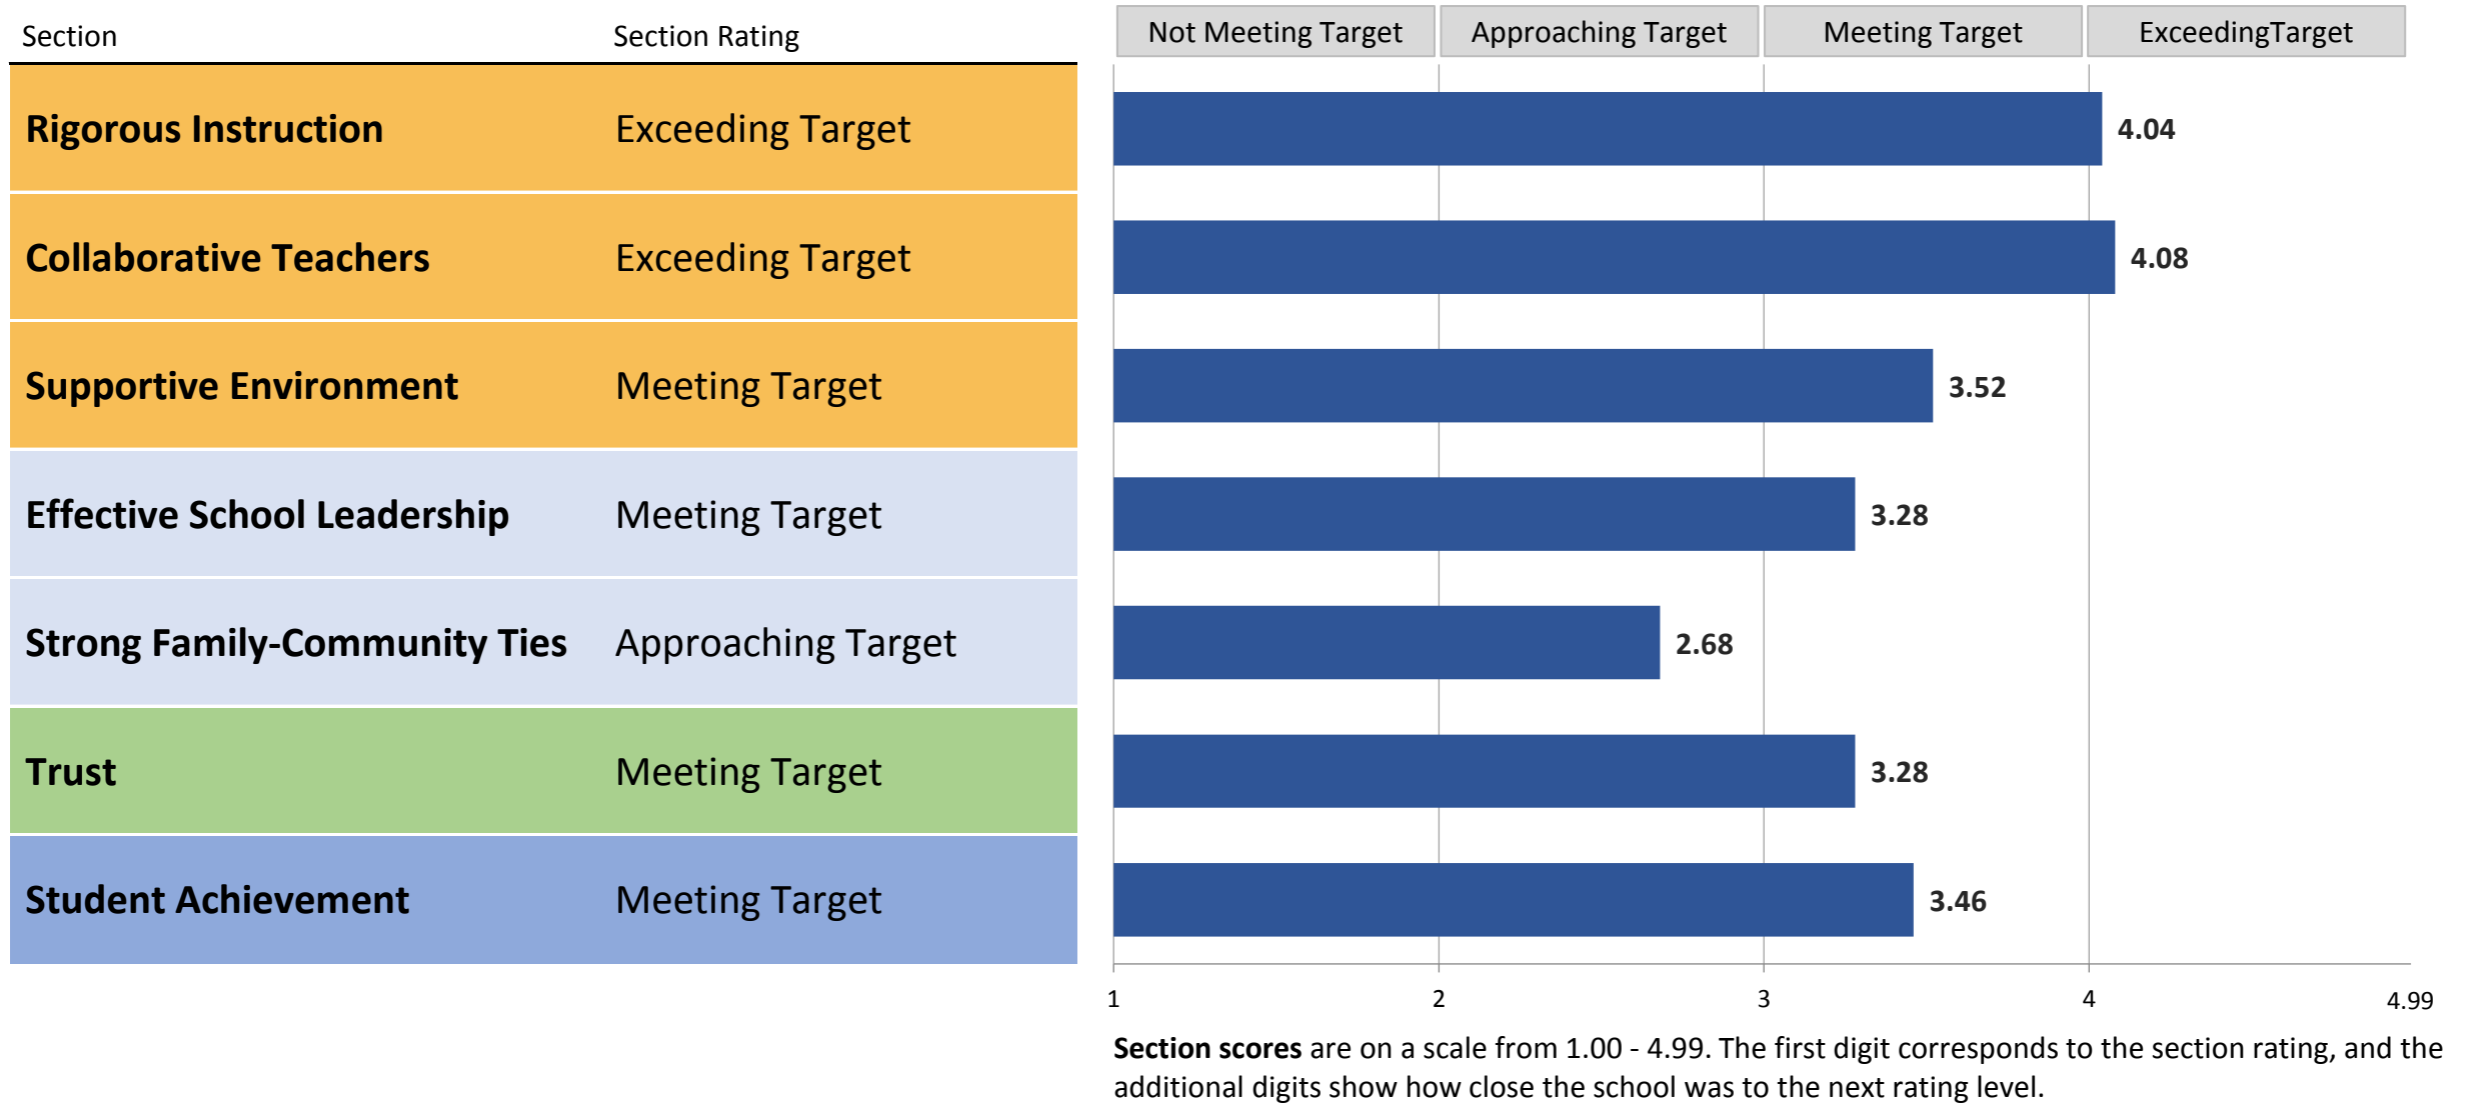 Section Section Rating Not Meeting Target Approaching Target Meeting Target ExceedingTarget
Rigorous Instruction Exceeding Target 4.04
Collaborative Teachers Exceeding Target 4.08
Supportive Environment Meeting Target 3.52
Effective School Leadership Meeting Target 3.28
Strong Family-Community Ties Approaching Target 2.68
Trust Meeting Target 3.28
Student Achievement Meeting Target 3.46
1 2 3 4 4.99
Section scores are on a scale from 1.00 - 4.99. The first digit corresponds to the section rating, and the
additional digits show how close the school was to the next rating level.